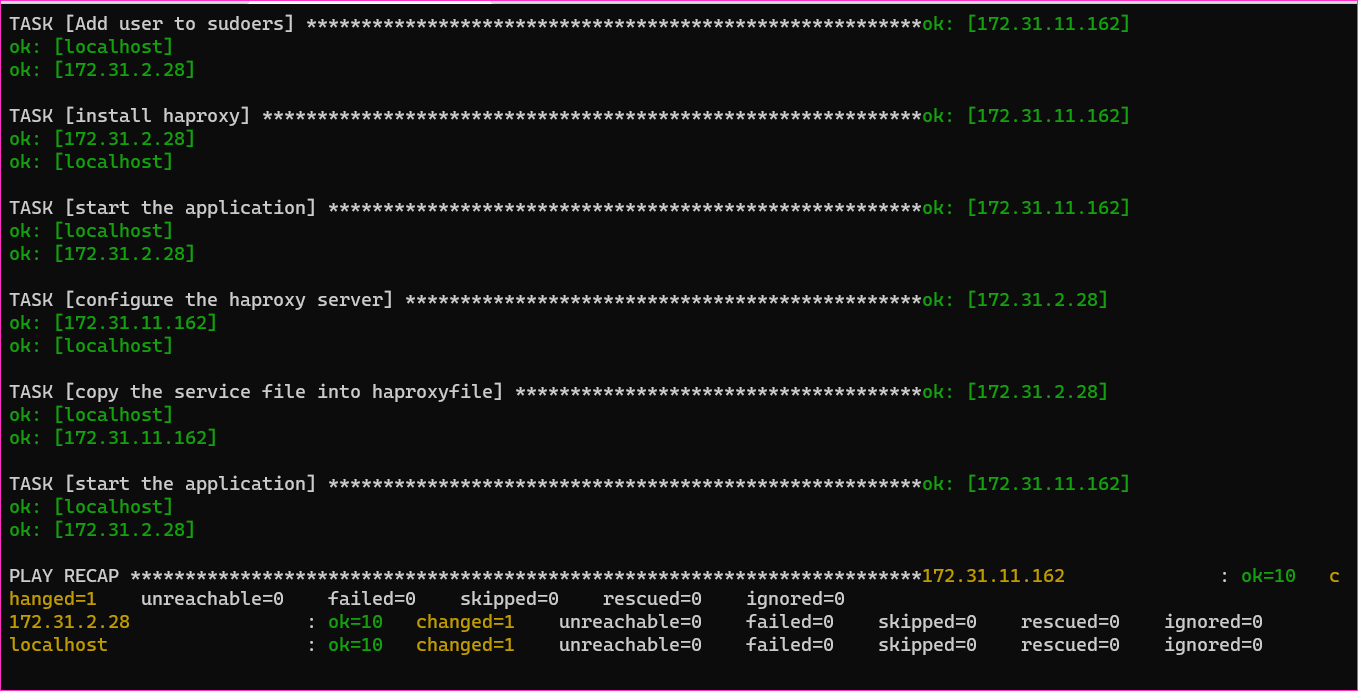 TASK [Add user to sudoers] ********************************************************ok: [172.31.11.162]
ok: [localhost]
ok: [172.31.2.28]
TASK [install haproxy] ************************************************************ok: [172.31.11.162]
ok: [172.31.2.28]
ok: [localhost]
TASK [start the application] ******************************************************ok: [172.31.11.162]
ok: [localhost]
ok: [172.31.2.28]
TASK [configure the haproxy server] ***********************************************ok: [172.31.2.28]
ok: [172.31.11.162]
ok: [localhost]
TASK [copy the service file into haproxyfile] *************************************ok: [172.31.2.28]
ok: [localhost]
ok: [172.31.11.162]
TASK [start the application] ******************************************************ok: [172.31.11.162]
ok: [localhost]
ok: [172.31.2.28]
PLAY RECAP ************************************************************************172.31.11.162              : ok=10   c
hanged=1    unreachable=0    failed=0    skipped=0    rescued=0    ignored=0
172.31.2.28                : ok=10   changed=1    unreachable=0    failed=0    skipped=0    rescued=0    ignored=0
localhost                  : ok=10   changed=1    unreachable=0    failed=0    skipped=0    rescued=0    ignored=0